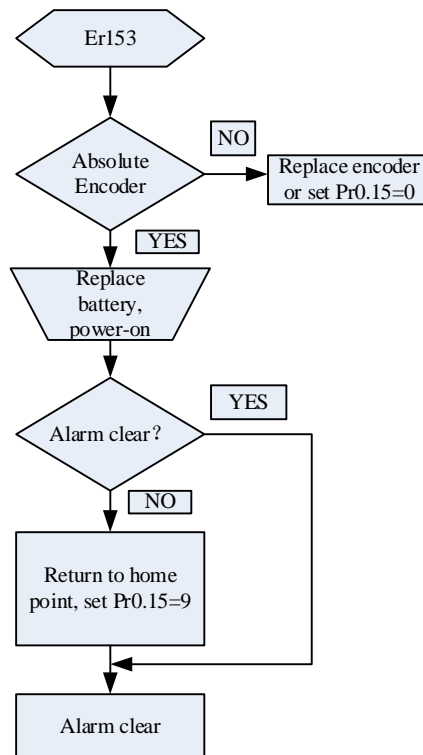 Er153
Absolute
Encoder
NO
Replace encoder
or set Pr0.15=0
YES
Replace
battery,
power-on
Alarm clear?
YES
NO
Return to home
point, set Pr0.15=9
Alarm clear